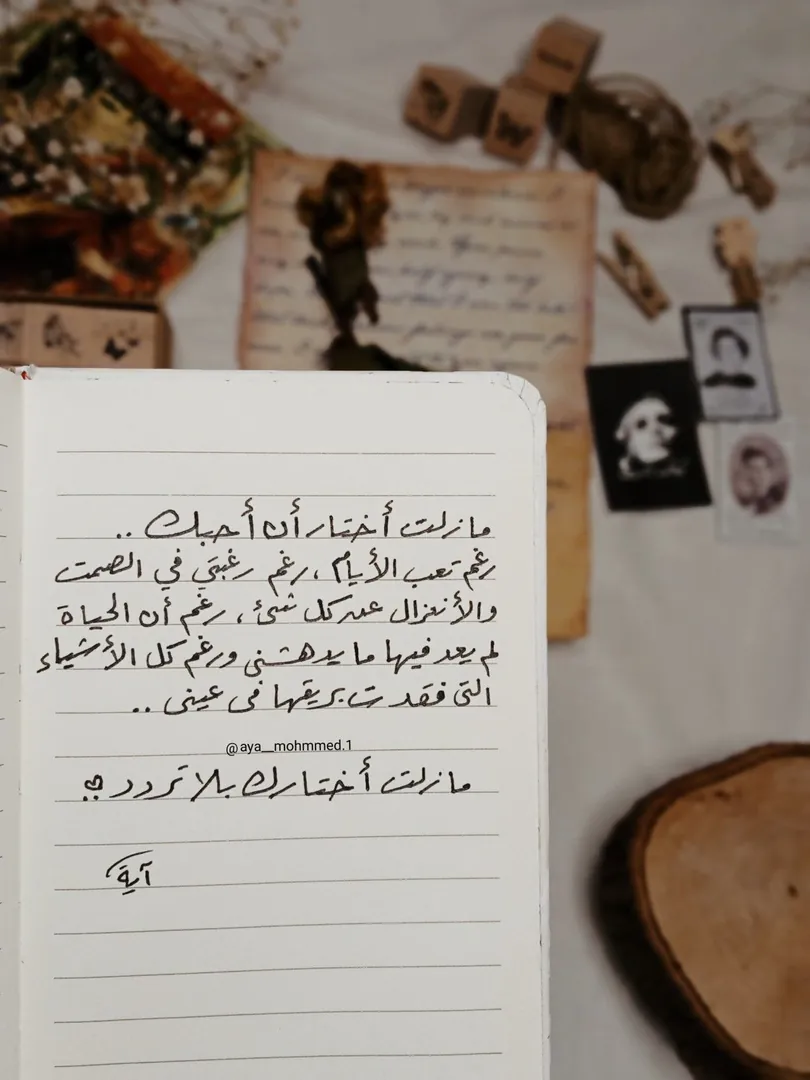 مازلت أختار أن أحبك ..
رغم تعب الأيام ، رغم رغبتي في الصمت
والأنعزال عن كل شئ ، رغم أن الحياة
لم يعد فيها ما يدهشني ورغم كل الأشياء
التى فقدت بريقها فى عينى ..
@aya__mohmmed.1
مازلت أختارك بلا تردد
آية